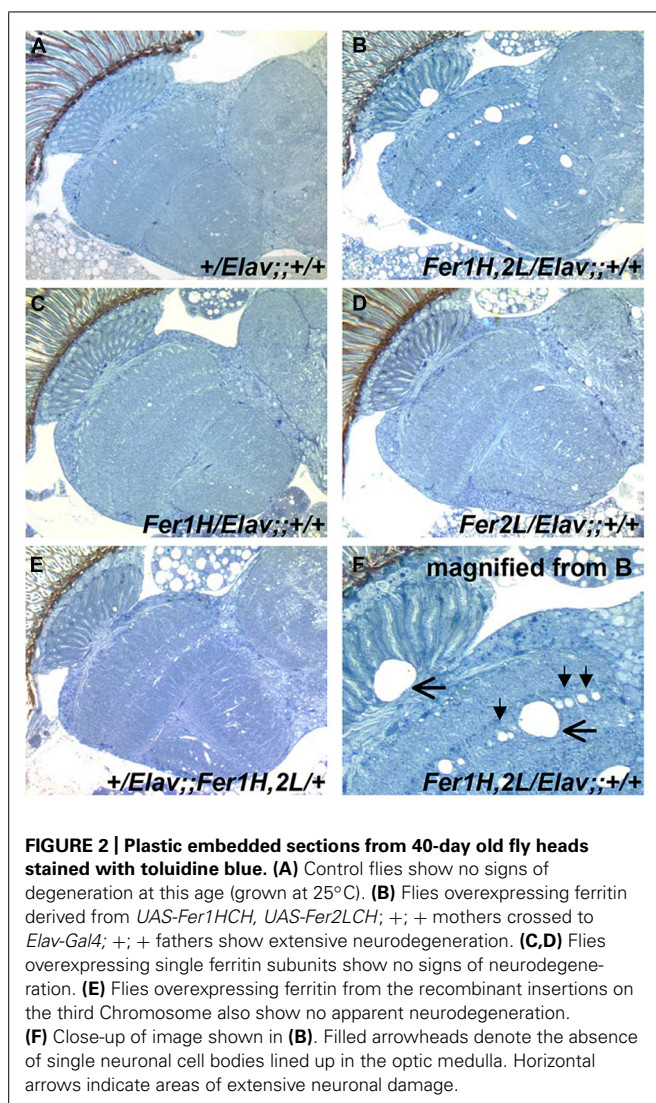 A
B
+/Elav;;+/+
Fer1H,2L/Elav;;+/+
C
D
Fer1H/Elav;;+/+
Fer2L/Elav;;+/+
E
F
magnified from B
+/Elav;;Fer1H,2L/+
Fer1H,2L/Elav;;+/+
FIGURE 2 | Plastic embedded sections from 40-day old fly heads
stained with toluidine blue. (A) Control flies show no signs of
degeneration at this age (grown at 25°C). (B) Flies overexpressing ferritin
derived from UAS-Fer1HCH, UAS-Fer2LCH; +; + mothers crossed to
Elav-Gal4; +; + fathers show extensive neurodegeneration. (C,D) Flies
overexpressing single ferritin subunits show no signs of neurodegene-
ration. (E) Flies overexpressing ferritin from the recombinant insertions on
the third Chromosome also show no apparent neurodegeneration.
(F) Close-up of image shown in (B). Filled arrowheads denote the absence
of single neuronal cell bodies lined up in the optic medulla. Horizontal
arrows indicate areas of extensive neuronal damage.